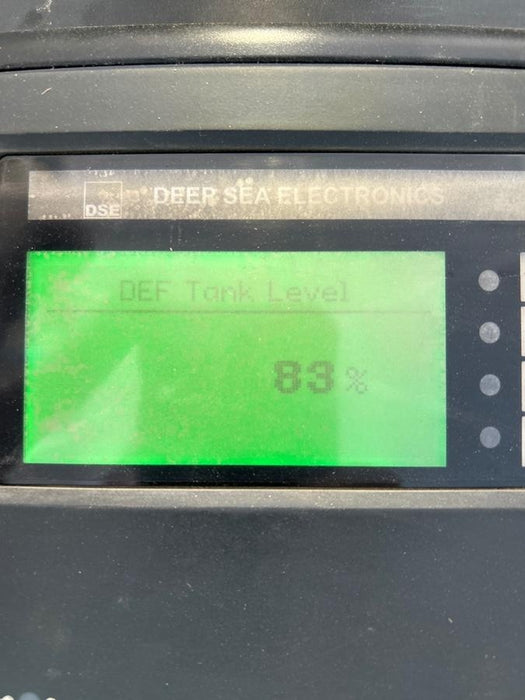 DSE DEEP SEA ELECTRONICS
DEF Tank Level
83 %